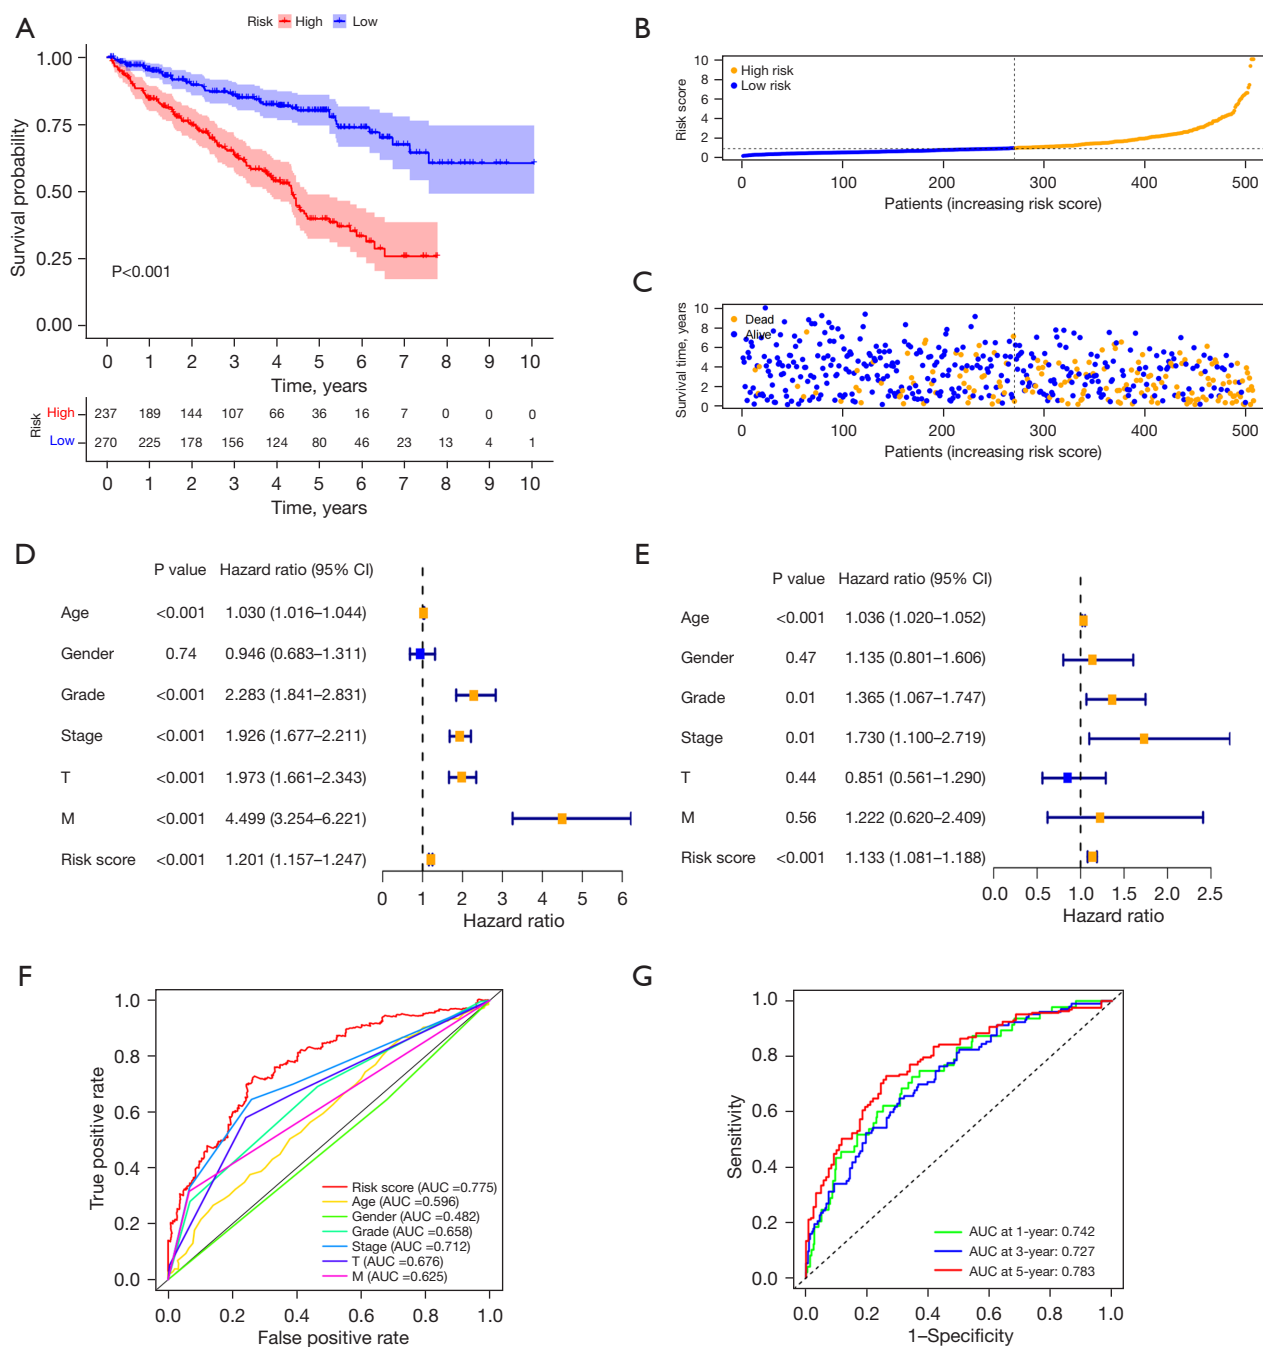 A
Risk High Low
1.00
0.75
0.50
0.25
0.00
Survival probability
P<0.001
0 1 2 3 4 5 6 7 8 9 10
Time, years
Risk
High 237 189 144 107 66 36 16 7 0 0 0
Low 270 225 178 156 124 80 46 23 13 4 1
0 1 2 3 4 5 6 7 8 9 10
Time, years
B
High risk
Low risk
10
8
6
4
2
0
Risk score
0 100 200 300 400 500
Patients (increasing risk score)
C
Dead
Alive
10
8
6
4
2
0
Survival time, years
0 100 200 300 400 500
Patients (increasing risk score)
D
P value Hazard ratio (95% CI)
Age <0.001 1.030 (1.016–1.044)
Gender 0.74 0.946 (0.683–1.311)
Grade <0.001 2.283 (1.841–2.831)
Stage <0.001 1.926 (1.677–2.211)
T <0.001 1.973 (1.661–2.343)
M <0.001 4.499 (3.254–6.221)
Risk score <0.001 1.201 (1.157–1.247)
0 1 2 3 4 5 6
Hazard ratio
E
P value Hazard ratio (95% CI)
Age <0.001 1.036 (1.020–1.052)
Gender 0.47 1.135 (0.801–1.606)
Grade 0.01 1.365 (1.067–1.747)
Stage 0.01 1.730 (1.100–2.719)
T 0.44 0.851 (0.561–1.290)
M 0.56 1.222 (0.620–2.409)
Risk score <0.001 1.133 (1.081–1.188)
0.0 0.5 1.0 1.5 2.0 2.5
Hazard ratio
F
1.0
0.8
0.6
0.4
0.2
0.0
True positive rate
Risk score (AUC =0.775)
Age (AUC =0.596)
Gender (AUC =0.482)
Grade (AUC =0.658)
Stage (AUC =0.712)
T (AUC =0.676)
M (AUC =0.625)
0.0 0.2 0.4 0.6 0.8 1.0
False positive rate
G
1.0
0.8
0.6
0.4
0.2
0.0
Sensitivity
AUC at 1-year: 0.742
AUC at 3-year: 0.727
AUC at 5-year: 0.783
0.0 0.2 0.4 0.6 0.8 1.0
1–Specificity